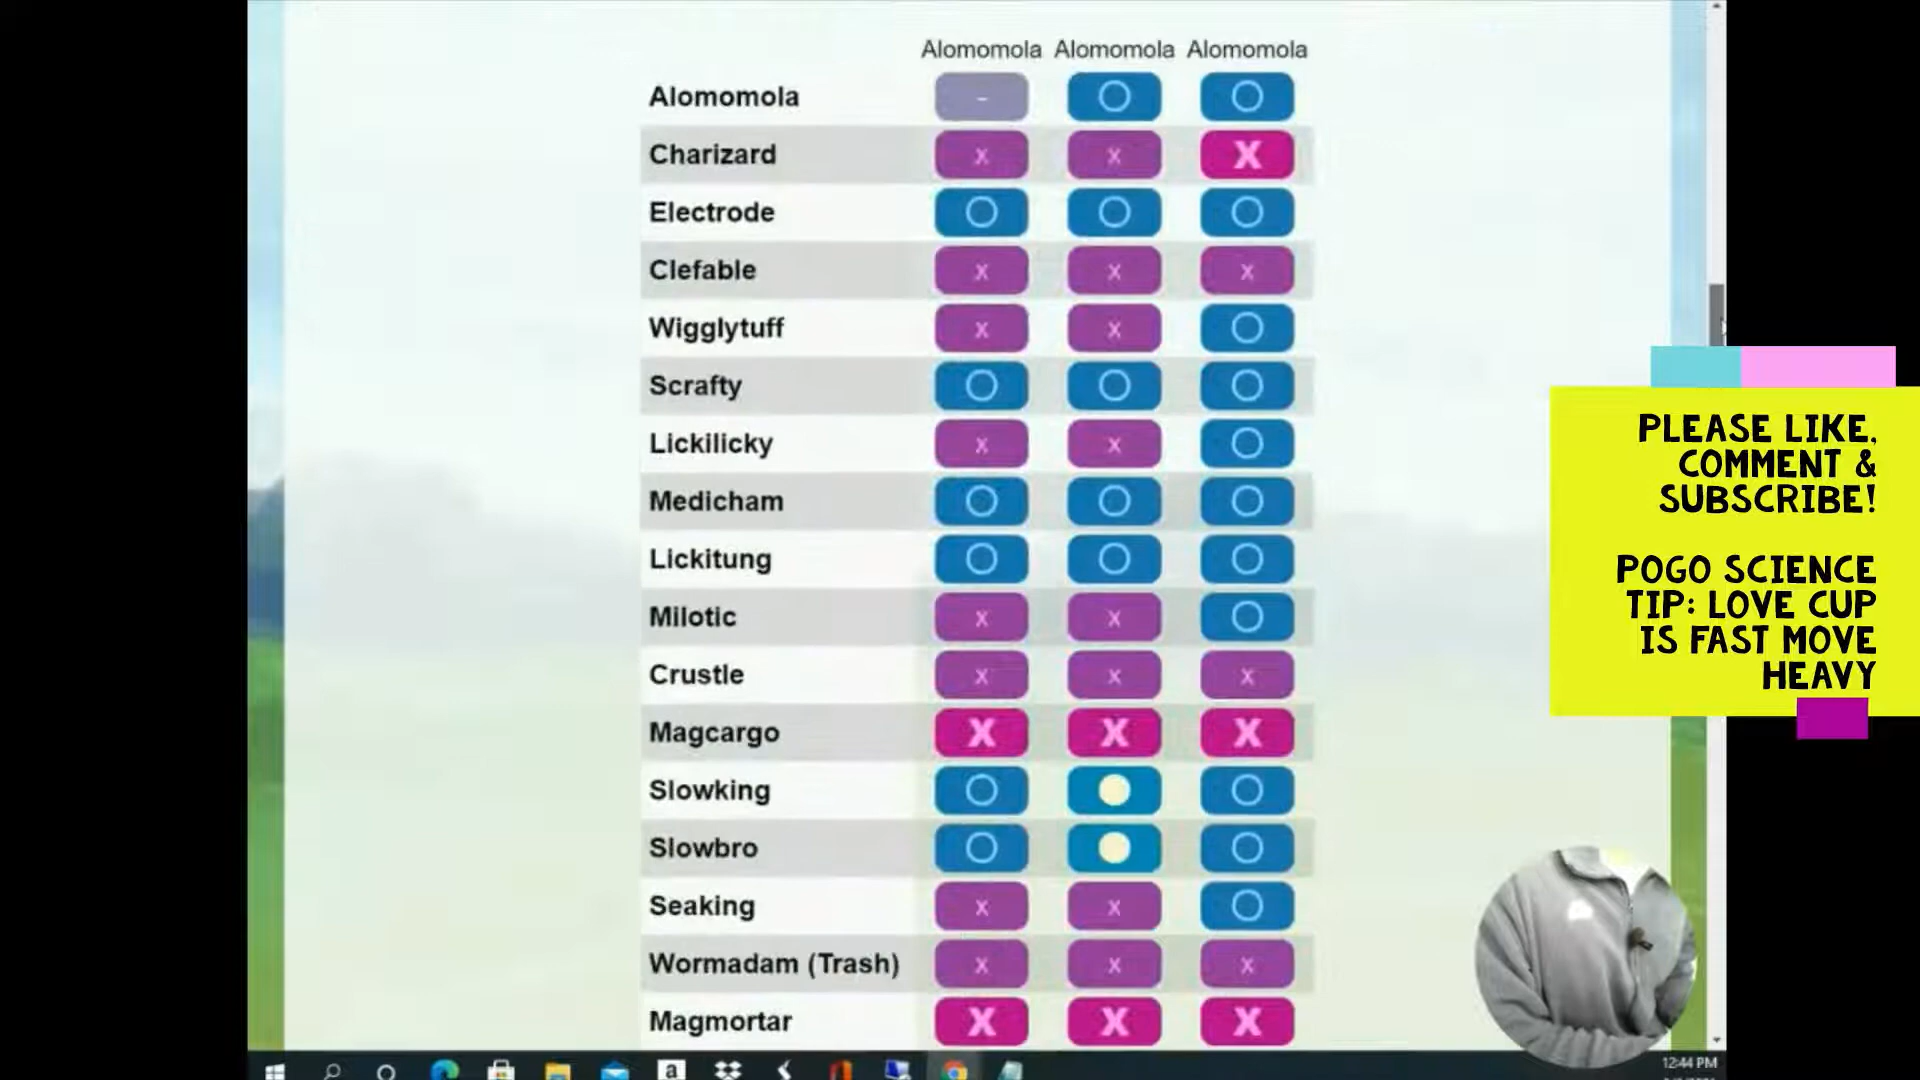 Alomomola Alomomola Alomomola
Alomomola - O O
Charizard x x X
Electrode O O O
Clefable x x x
Wigglytuff x x O
Scrafty O O O
Lickilicky x x O
Medicham O O O
Lickitung O O O
Milotic x x O
Crustle x x x
Magcargo X X X
Slowking O ● O
Slowbro O ● O
Seaking x x O
Wormadam (Trash) x x x
Magmortar X X X
PLEASE LIKE,
COMMENT &
SUBSCRIBE!
POGO SCIENCE
TIP: LOVE CUP
IS FAST MOVE
HEAVY
a
12:44 PM